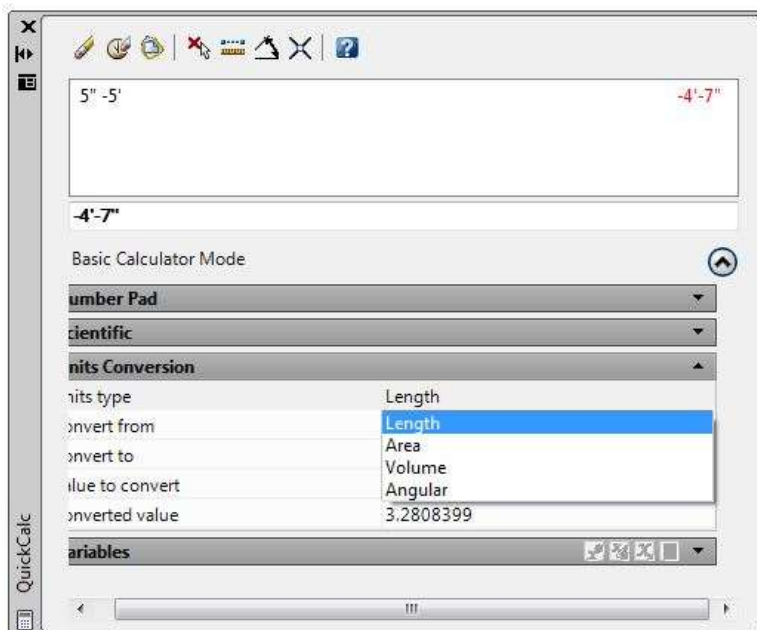 5" -5' -4'-7"
-4'-7"
Basic Calculator Mode
umber Pad
cientific
nits Conversion
nits type Length
onvert from Length
Area
onvert to
Volume
alue to convert
Angular
onverted value 3.2808399
ariables
QuickCalc